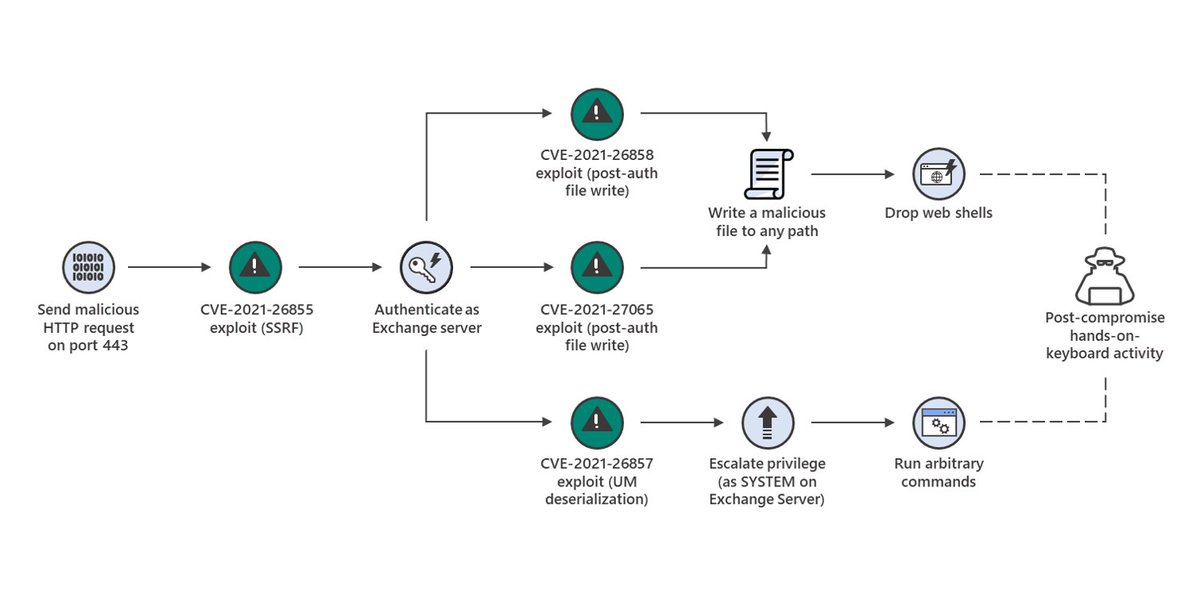 CVE-2021-26858
exploit (post-auth
file write)
Write a malicious
file to any path
Drop web shells
Send malicious
HTTP request
on port 443
CVE-2021-26855
exploit (SSRF)
Authenticate as
Exchange server
CVE-2021-27065
exploit (post-auth
file write)
Post-compromise
hands-on-
keyboard activity
CVE-2021-26857
exploit (UM
deserialization)
Escalate privilege
(as SYSTEM on
Exchange Server)
Run arbitrary
commands